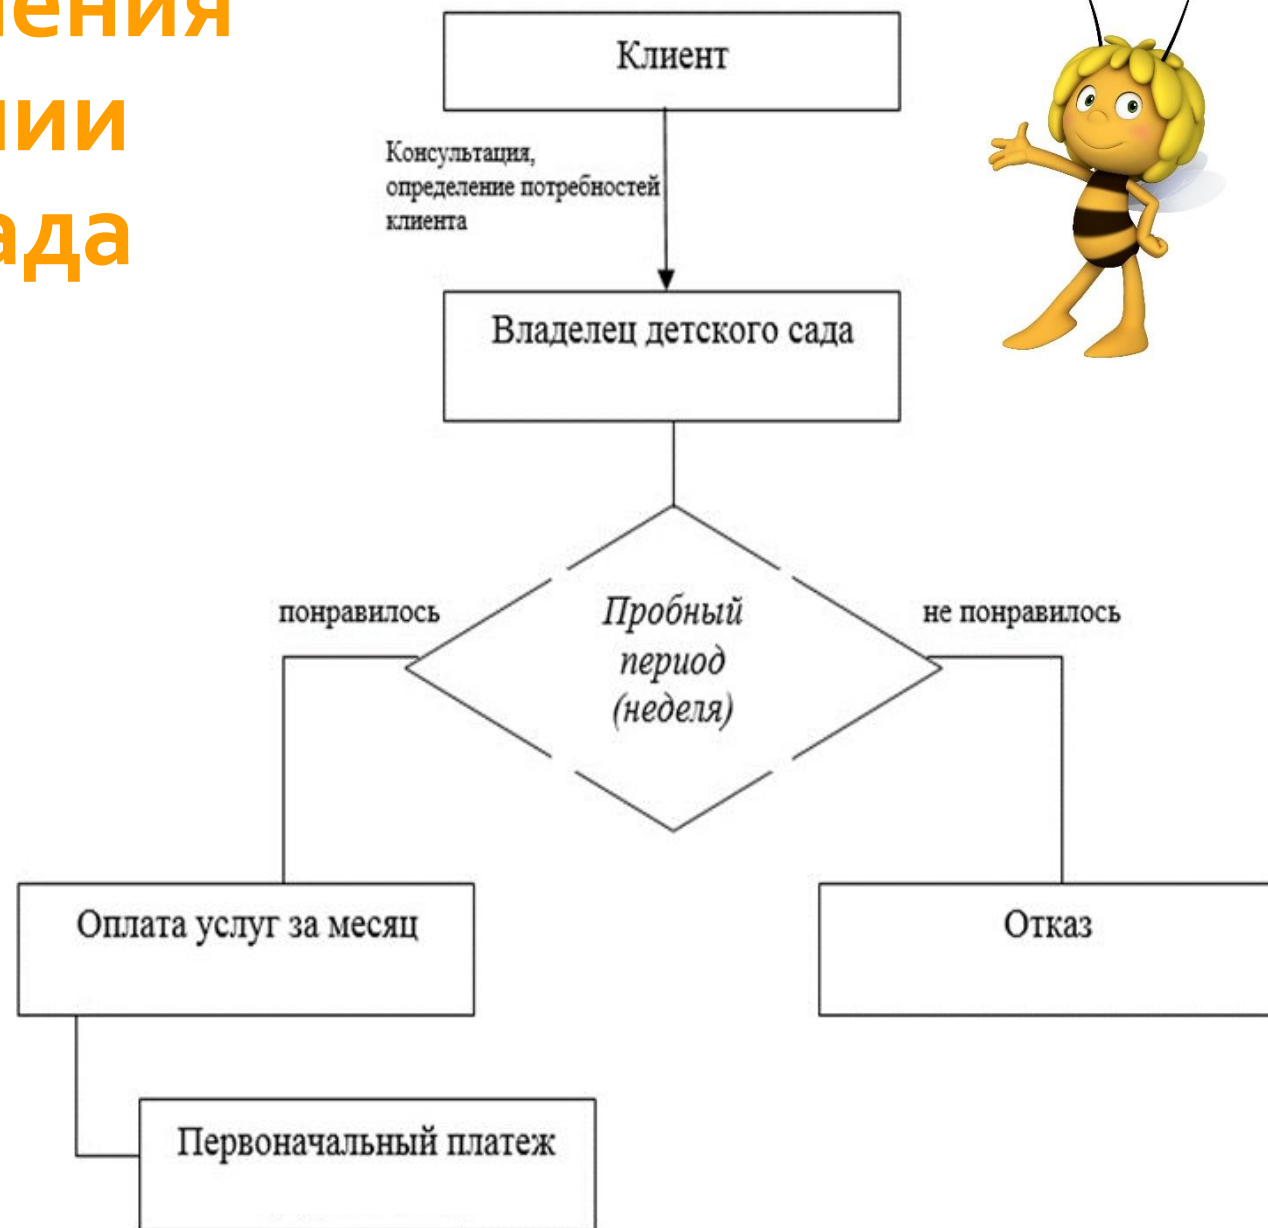 ения
нии
ада
Клиент
Консультация,
определение потребностей
клиента
Владелец детского сада
понравилось
не понравилось
Пробный
период
(неделя)
Оплата услуг за месяц
Отказ
Первоначальный платеж